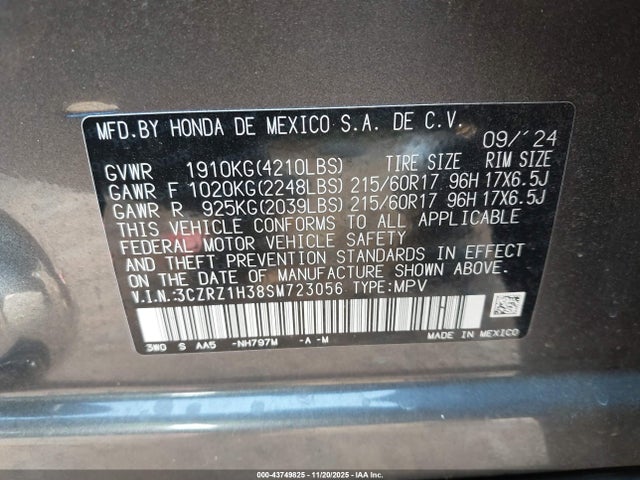 MFD.BY HONDA DE MEXICO S.A. DE C.V.
09/'24
GVWR 1910KG(4210LBS) TIRE SIZE RIM SIZE
GAWR F 1020KG(2248LBS) 215/60R17 96H 17X6.5J
GAWR R 925KG(2039LBS) 215/60R17 96H 17X6.5J
THIS VEHICLE CONFORMS TO ALL APPLICABLE
FEDERAL MOTOR VEHICLE SAFETY
AND THEFT PREVENTION STANDARDS IN EFFECT
ON THE DATE OF MANUFACTURE SHOWN ABOVE.
V.I.N.:3CZRZ1H38SM723056 TYPE:MPV
3W0 S AA5 -NH797M -A -M MADE IN MEXICO
000-43749825 - 11/20/2025 - IAA Inc.